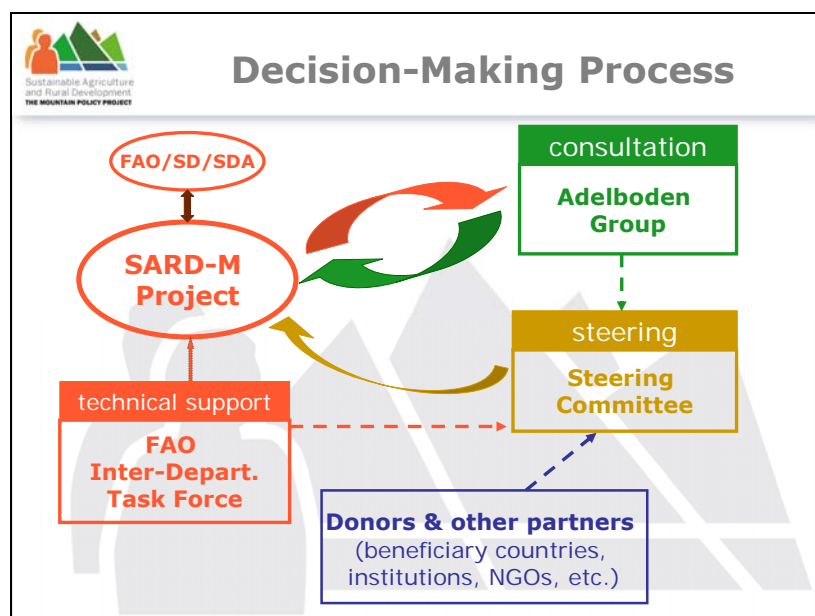 Sustainable Agriculture
and Rural Development
THE MOUNTAIN POLICY PROJECT
Decision-Making Process
FAO/SD/SDA
SARD-M
Project
consultation
Adelboden
Group
steering
Steering
Committee
technical support
FAO
Inter-Depart.
Task Force
Donors & other partners
(beneficiary countries,
institutions, NGOs, etc.)